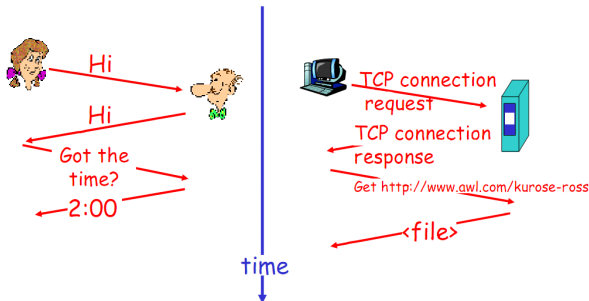 Hi
Hi
Got the
time?
2:00
TCP connection
request
TCP connection
response
Get http://www.awl.com/kurose-ross
<file>
time